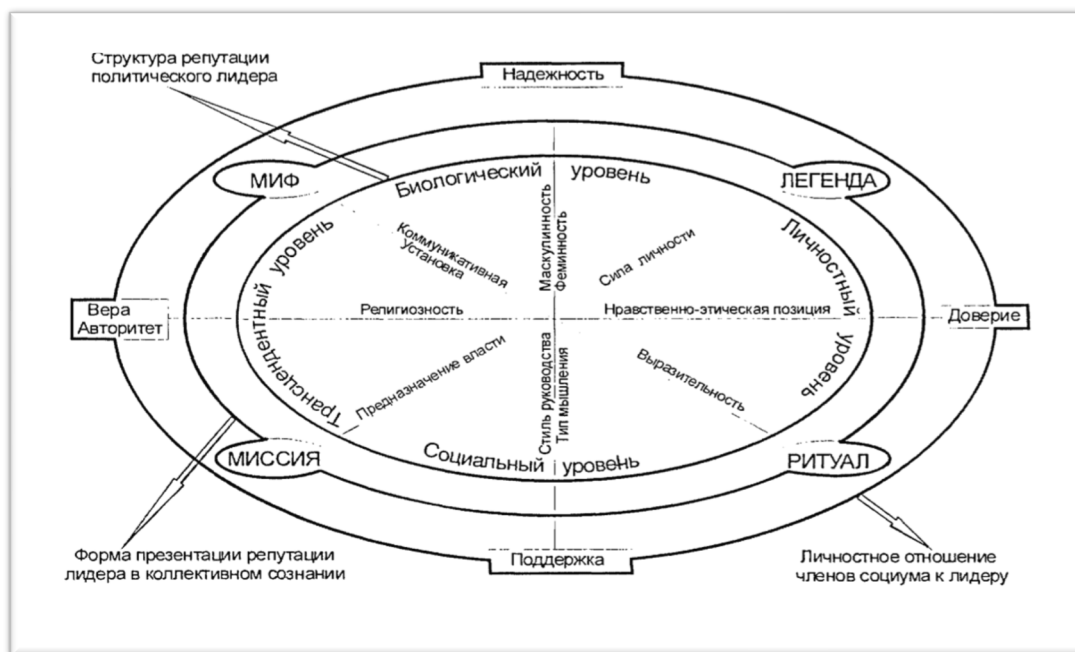 Структура репутации
политического лидера
Надежность
МИФ
ЛЕГЕНДА
Биологический уровень
Личностный уровень
Социальный уровень
Трансцендентный уровень
Коммуникативная
Установка
Маскулинность
Феминность
Сила личности
Религиозность
Нравственно-этическая позиция
Предназначение власти
Стиль руководства
Тип мышления
Выразительность
Вера
Авторитет
Доверие
МИССИЯ
РИТУАЛ
Поддержка
Форма презентации репутации
лидера в коллективном сознании
Личностное отношение
членов социума к лидеру